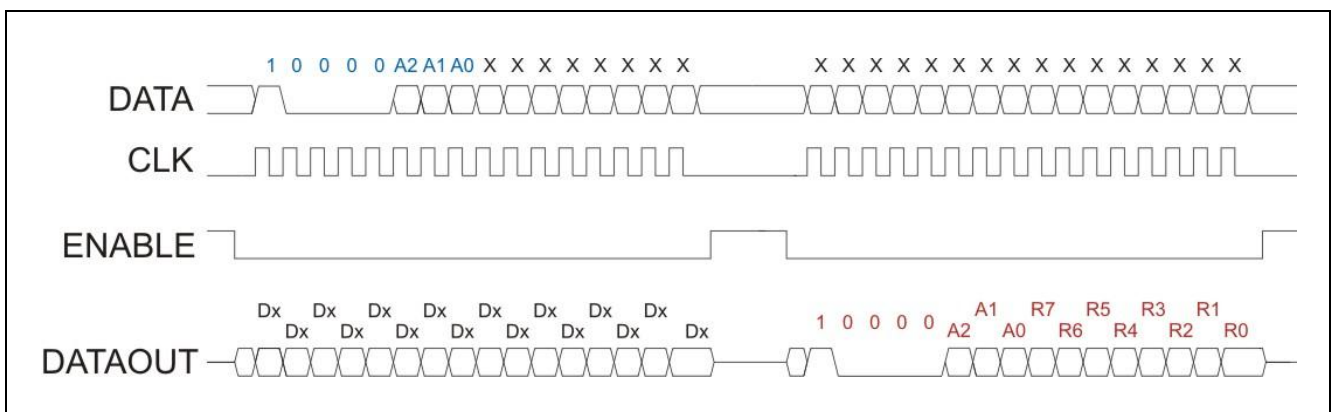 1 0 0 0 0 A2 A1 A0 X X X X X X X X X X X X X X X X X X X X X X X X
DATA
CLK
ENABLE
Dx Dx Dx Dx Dx Dx Dx Dx A1 R7 R5 R3 R1
1 0 0 0 0
Dx Dx Dx Dx Dx Dx Dx Dx A2 A0 R6 R4 R2 R0
DATAOUT